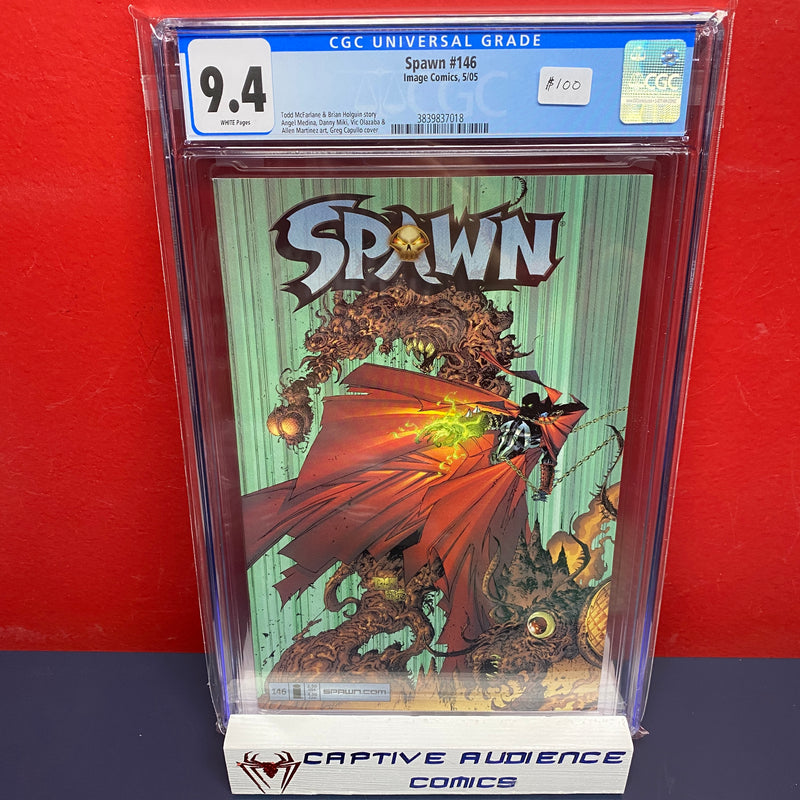 CGC UNIVERSAL GRADE
9.4
WHITE Pages
Spawn #146
Image Comics, 5/05
$100
CGC
Todd McFarlane & Brian Holguin story
Angel Medina, Danny Miki, Vic Olazaba &
Allen Martinez art, Greg Capullo cover
3839837018
SPAWN
146
SPAWN.COM
CAPTIVE AUDIENCE
COMICS